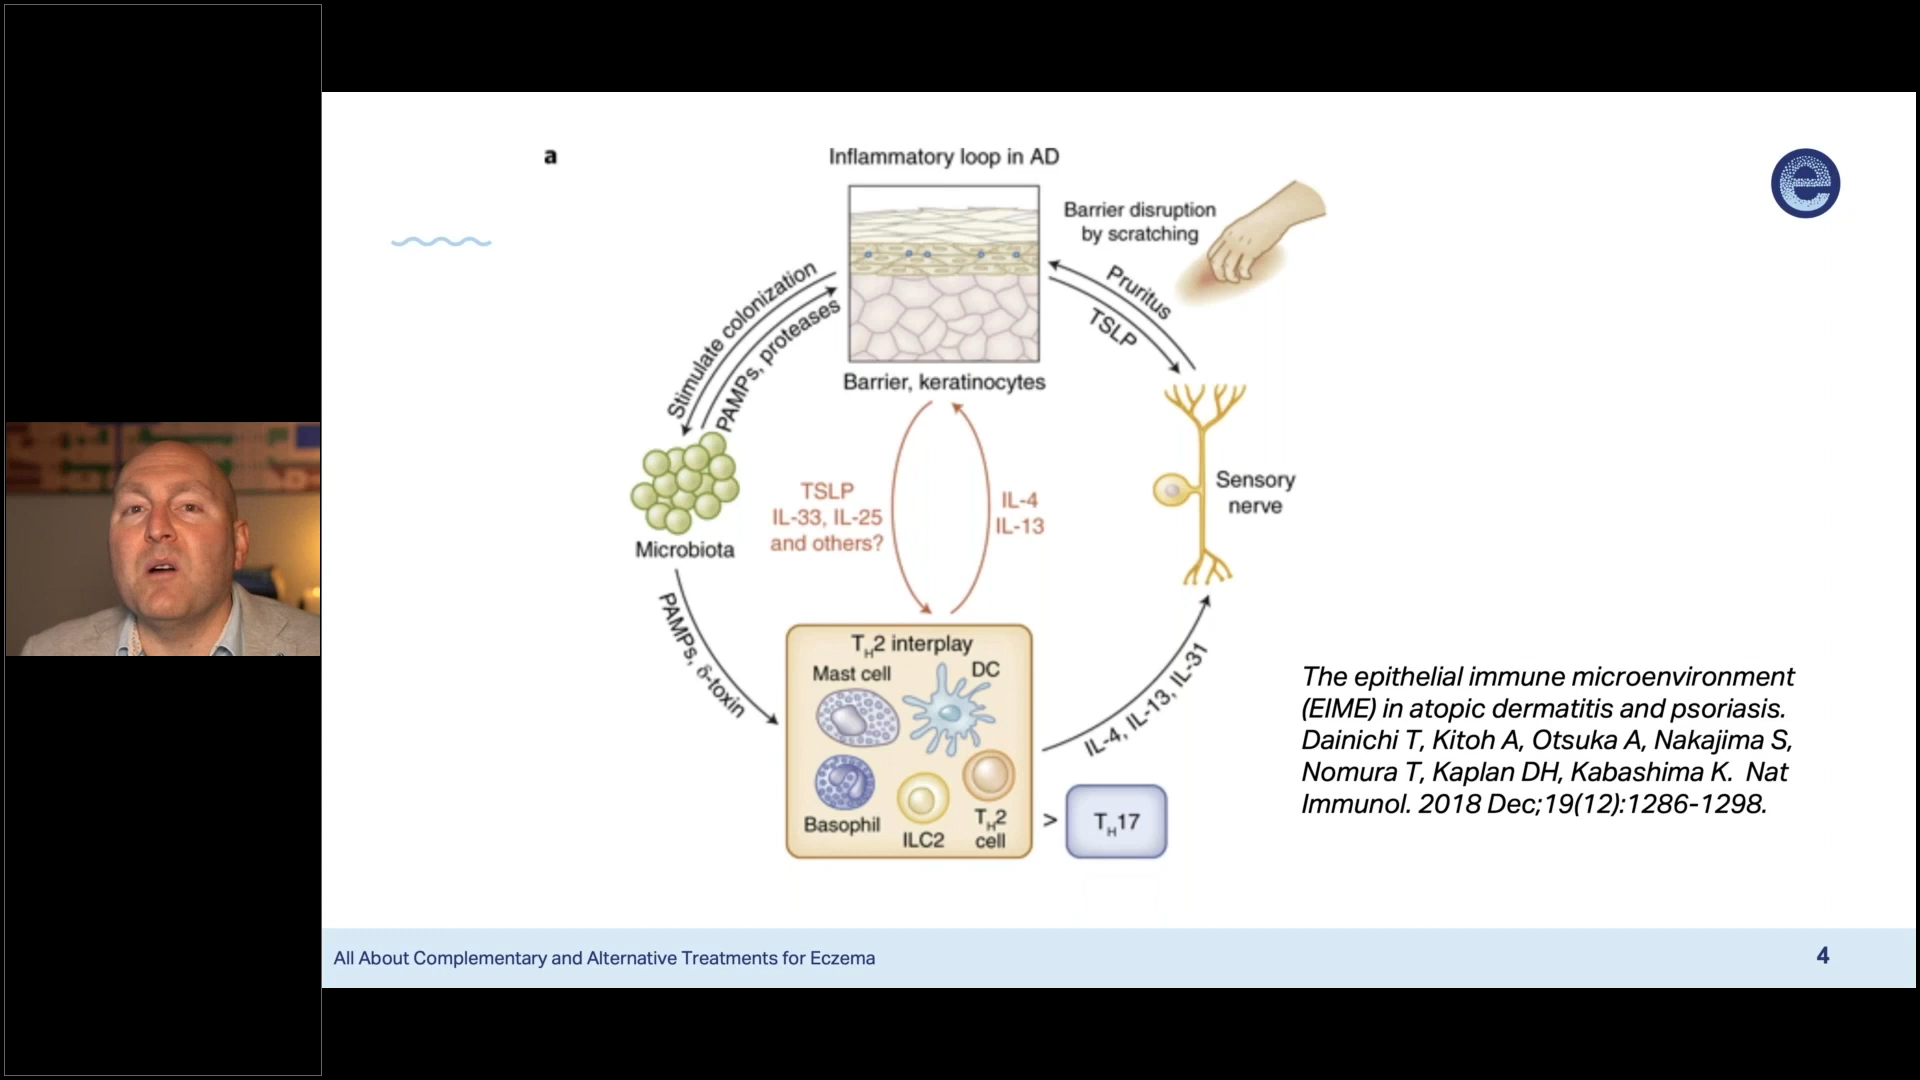 a
Inflammatory loop in AD
Barrier disruption
by scratching
Stimulate colonization
PAMPs, proteases
Pruritus
TSLP
Barrier, keratinocytes
Microbiota
TSLP
IL-33, IL-25
and others?
IL-4
IL-13
Sensory
nerve
PAMPs, δ-toxin
IL-4, IL-13, IL-31
TH2 interplay
Mast cell
DC
Basophil
ILC2
TH2
cell
>
TH17
The epithelial immune microenvironment
(EIME) in atopic dermatitis and psoriasis.
Dainichi T, Kitoh A, Otsuka A, Nakajima S,
Nomura T, Kaplan DH, Kabashima K. Nat
Immunol. 2018 Dec;19(12):1286-1298.
e
All About Complementary and Alternative Treatments for Eczema
4